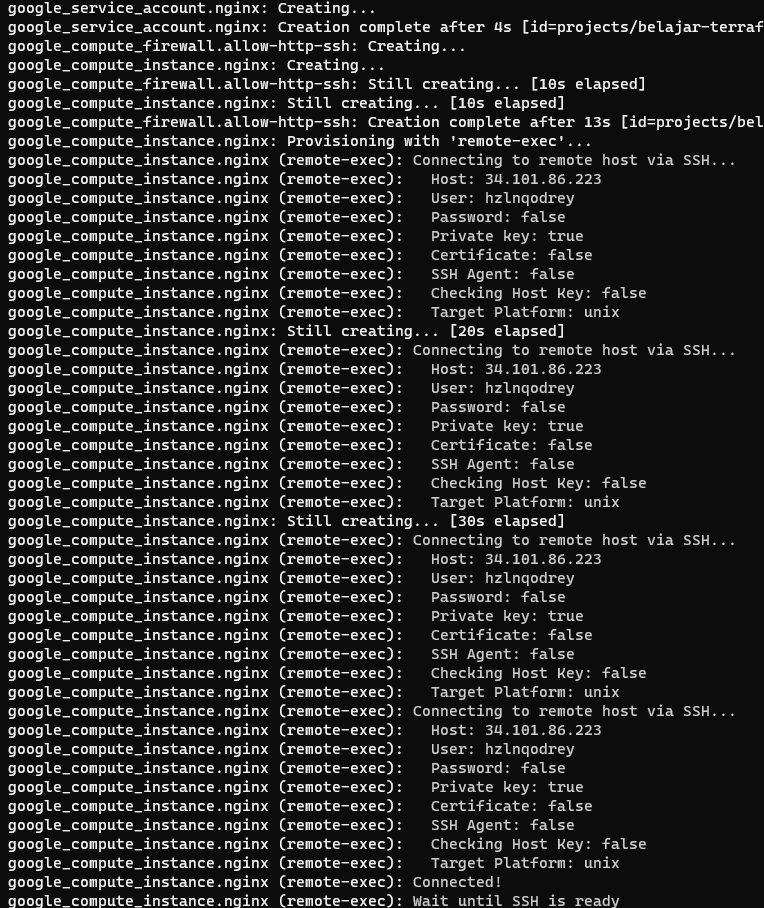 google_service_account.nginx: Creating...
google_service_account.nginx: Creation complete after 4s [id=projects/belajar-terraf
google_compute_firewall.allow-http-ssh: Creating...
google_compute_instance.nginx: Creating...
google_compute_firewall.allow-http-ssh: Still creating... [10s elapsed]
google_compute_instance.nginx: Still creating... [10s elapsed]
google_compute_firewall.allow-http-ssh: Creation complete after 13s [id=projects/bel
google_compute_instance.nginx: Provisioning with 'remote-exec'...
google_compute_instance.nginx (remote-exec): Connecting to remote host via SSH...
google_compute_instance.nginx (remote-exec):   Host: 34.101.86.223
google_compute_instance.nginx (remote-exec):   User: hzlnqodrey
google_compute_instance.nginx (remote-exec):   Password: false
google_compute_instance.nginx (remote-exec):   Private key: true
google_compute_instance.nginx (remote-exec):   Certificate: false
google_compute_instance.nginx (remote-exec):   SSH Agent: false
google_compute_instance.nginx (remote-exec):   Checking Host Key: false
google_compute_instance.nginx (remote-exec):   Target Platform: unix
google_compute_instance.nginx: Still creating... [20s elapsed]
google_compute_instance.nginx (remote-exec): Connecting to remote host via SSH...
google_compute_instance.nginx (remote-exec):   Host: 34.101.86.223
google_compute_instance.nginx (remote-exec):   User: hzlnqodrey
google_compute_instance.nginx (remote-exec):   Password: false
google_compute_instance.nginx (remote-exec):   Private key: true
google_compute_instance.nginx (remote-exec):   Certificate: false
google_compute_instance.nginx (remote-exec):   SSH Agent: false
google_compute_instance.nginx (remote-exec):   Checking Host Key: false
google_compute_instance.nginx (remote-exec):   Target Platform: unix
google_compute_instance.nginx: Still creating... [30s elapsed]
google_compute_instance.nginx (remote-exec): Connecting to remote host via SSH...
google_compute_instance.nginx (remote-exec):   Host: 34.101.86.223
google_compute_instance.nginx (remote-exec):   User: hzlnqodrey
google_compute_instance.nginx (remote-exec):   Password: false
google_compute_instance.nginx (remote-exec):   Private key: true
google_compute_instance.nginx (remote-exec):   Certificate: false
google_compute_instance.nginx (remote-exec):   SSH Agent: false
google_compute_instance.nginx (remote-exec):   Checking Host Key: false
google_compute_instance.nginx (remote-exec):   Target Platform: unix
google_compute_instance.nginx (remote-exec): Connecting to remote host via SSH...
google_compute_instance.nginx (remote-exec):   Host: 34.101.86.223
google_compute_instance.nginx (remote-exec):   User: hzlnqodrey
google_compute_instance.nginx (remote-exec):   Password: false
google_compute_instance.nginx (remote-exec):   Private key: true
google_compute_instance.nginx (remote-exec):   Certificate: false
google_compute_instance.nginx (remote-exec):   SSH Agent: false
google_compute_instance.nginx (remote-exec):   Checking Host Key: false
google_compute_instance.nginx (remote-exec):   Target Platform: unix
google_compute_instance.nginx (remote-exec): Connected!
google_compute_instance.nginx (remote-exec): Wait until SSH is ready